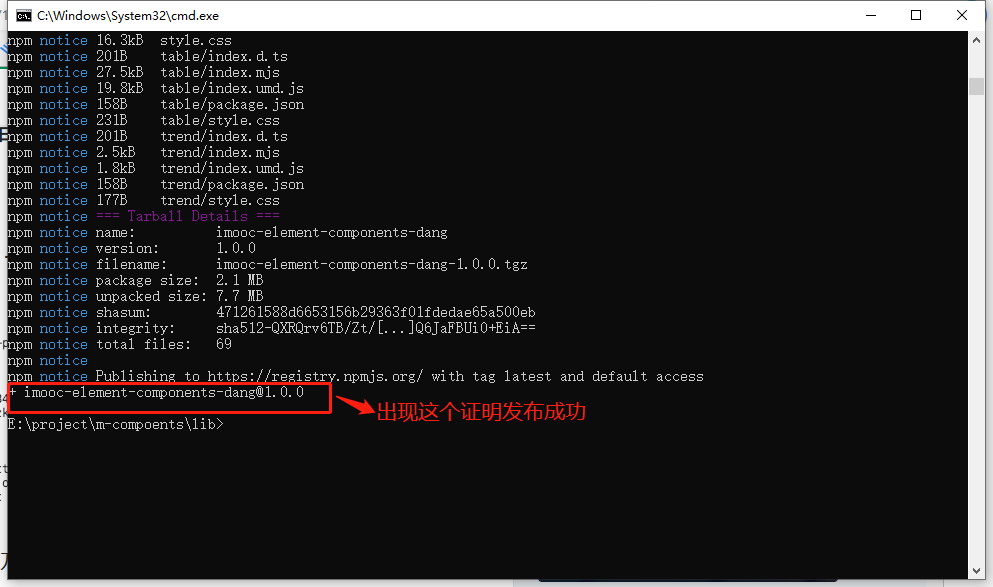 C:\Windows\System32\cmd.exe
npm notice 16.3kB style.css
npm notice 201B table/index.d.ts
npm notice 27.5kB table/index.mjs
npm notice 19.8kB table/index.umd.js
npm notice 158B table/package.json
npm notice 231B table/style.css
npm notice 201B trend/index.d.ts
npm notice 2.5kB trend/index.mjs
npm notice 1.8kB trend/index.umd.js
npm notice 158B trend/package.json
npm notice 177B trend/style.css
npm notice === Tarball Details ===
npm notice name: imooc-element-components-dang
npm notice version: 1.0.0
npm notice filename: imooc-element-components-dang-1.0.0.tgz
npm notice package size: 2.1 MB
npm notice unpacked size: 7.7 MB
npm notice shasum: 471261588d6653156b29363f01fdedae65a500eb
npm notice integrity: sha512-QXRQrv6TB/Zt/[...]Q6JaFBUi0+EiA==
npm notice total files: 69
npm notice
npm notice Publishing to https://registry.npmjs.org/ with tag latest and default access
+ imooc-element-components-dang@1.0.0
出现这个证明发布成功
E:\project\m-compoents\lib>